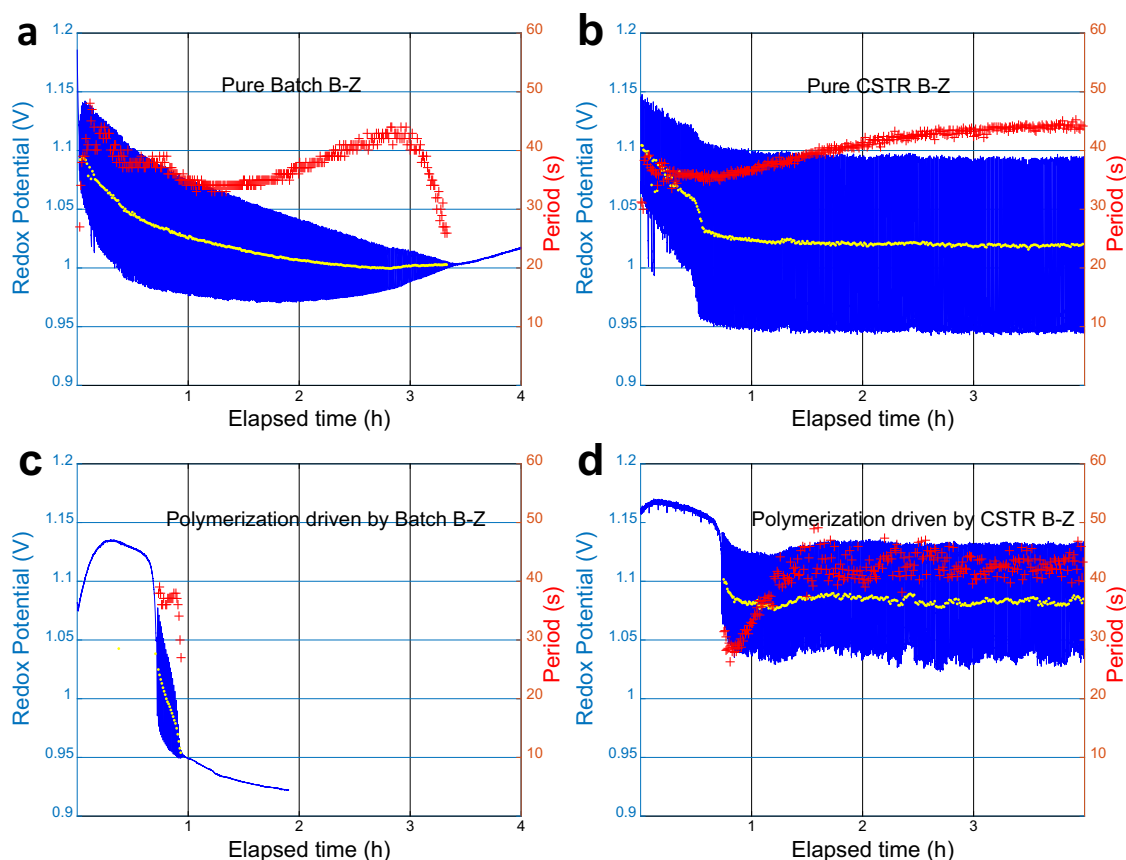 a
Pure Batch B-Z
Redox Potential (V)
1.2
1.15
1.1
1.05
1
0.95
0.9
60
50
40
30
20
10
Period (s)
1 2 3 4
Elapsed time (h)
b
Pure CSTR B-Z
Redox Potential (V)
1.2
1.15
1.1
1.05
1
0.95
0.9
60
50
40
30
20
10
Period (s)
1 2 3
Elapsed time (h)
c
Polymerization driven by Batch B-Z
Redox Potential (V)
1.2
1.15
1.1
1.05
1
0.95
0.9
60
50
40
30
20
10
Period (s)
1 2 3 4
Elapsed time (h)
d
Polymerization driven by CSTR B-Z
Redox Potential (V)
1.2
1.15
1.1
1.05
1
0.95
0.9
60
50
40
30
20
10
Period (s)
1 2 3
Elapsed time (h)